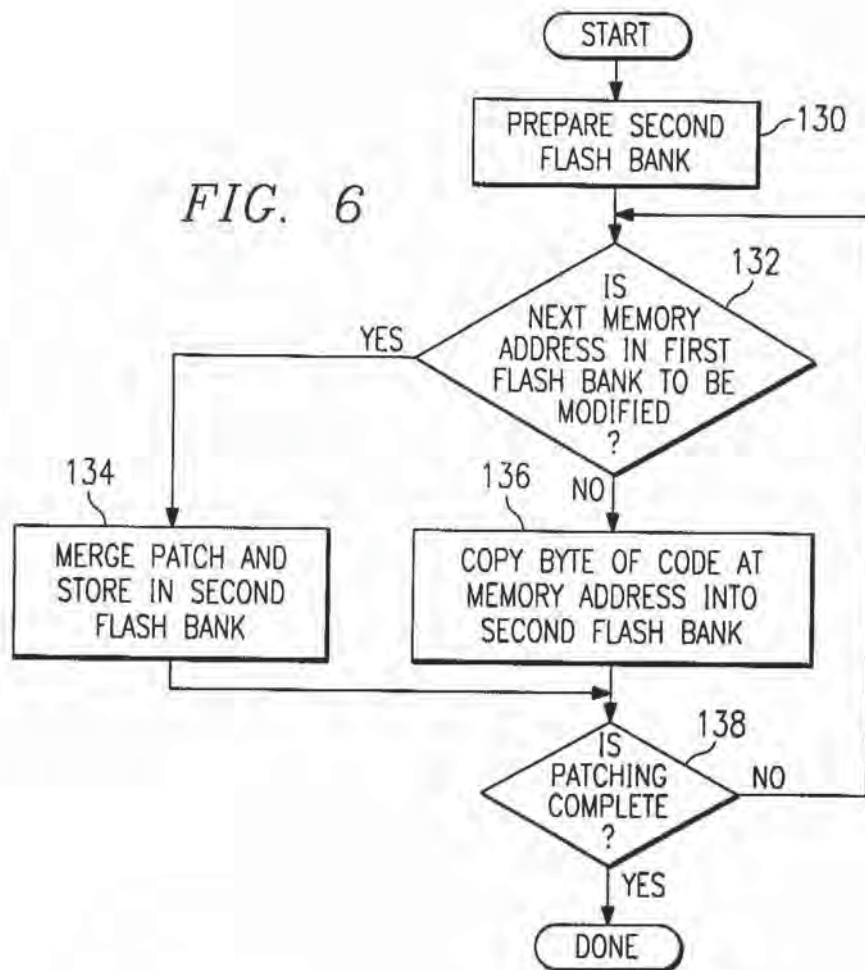 START
PREPARE SECOND
FLASH BANK
130
FIG. 6
132
IS
NEXT MEMORY
ADDRESS IN FIRST
FLASH BANK TO BE
MODIFIED
?
YES
NO
134
MERGE PATCH AND
STORE IN SECOND
FLASH BANK
136
COPY BYTE OF CODE AT
MEMORY ADDRESS INTO
SECOND FLASH BANK
138
IS
PATCHING
COMPLETE
?
NO
YES
DONE